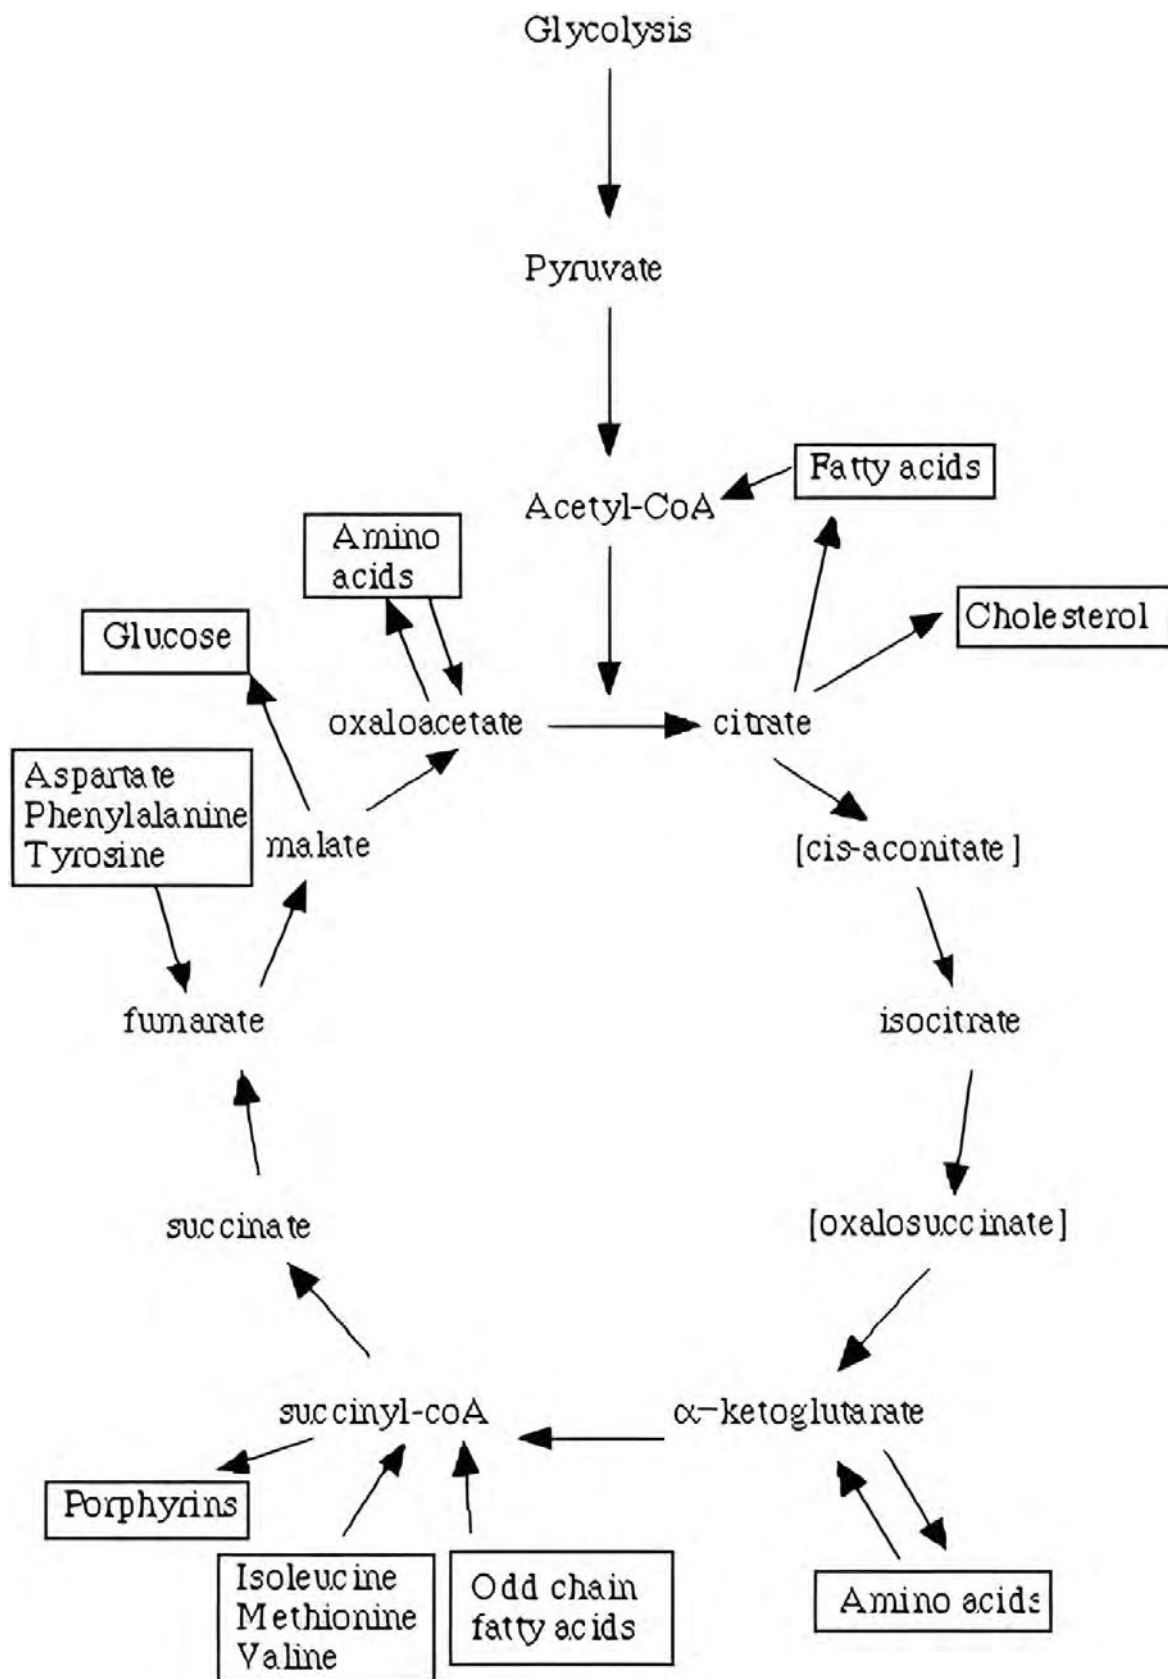 Glycolysis
Pyruvate
Fatty acids
Acetyl-CoA
Amino
acids
Cholesterol
Glucose
oxaloacetate
citrate
Aspartate
Phenylalanine
Tyrosine
malate
[cis-aconitate]
fumarate
isocitrate
succinate
[oxalosuccinate]
succinyl-coA
α-ketoglutarate
Porphyrins
Isoleucine
Methionine
Valine
Odd chain
fatty acids
Amino acids